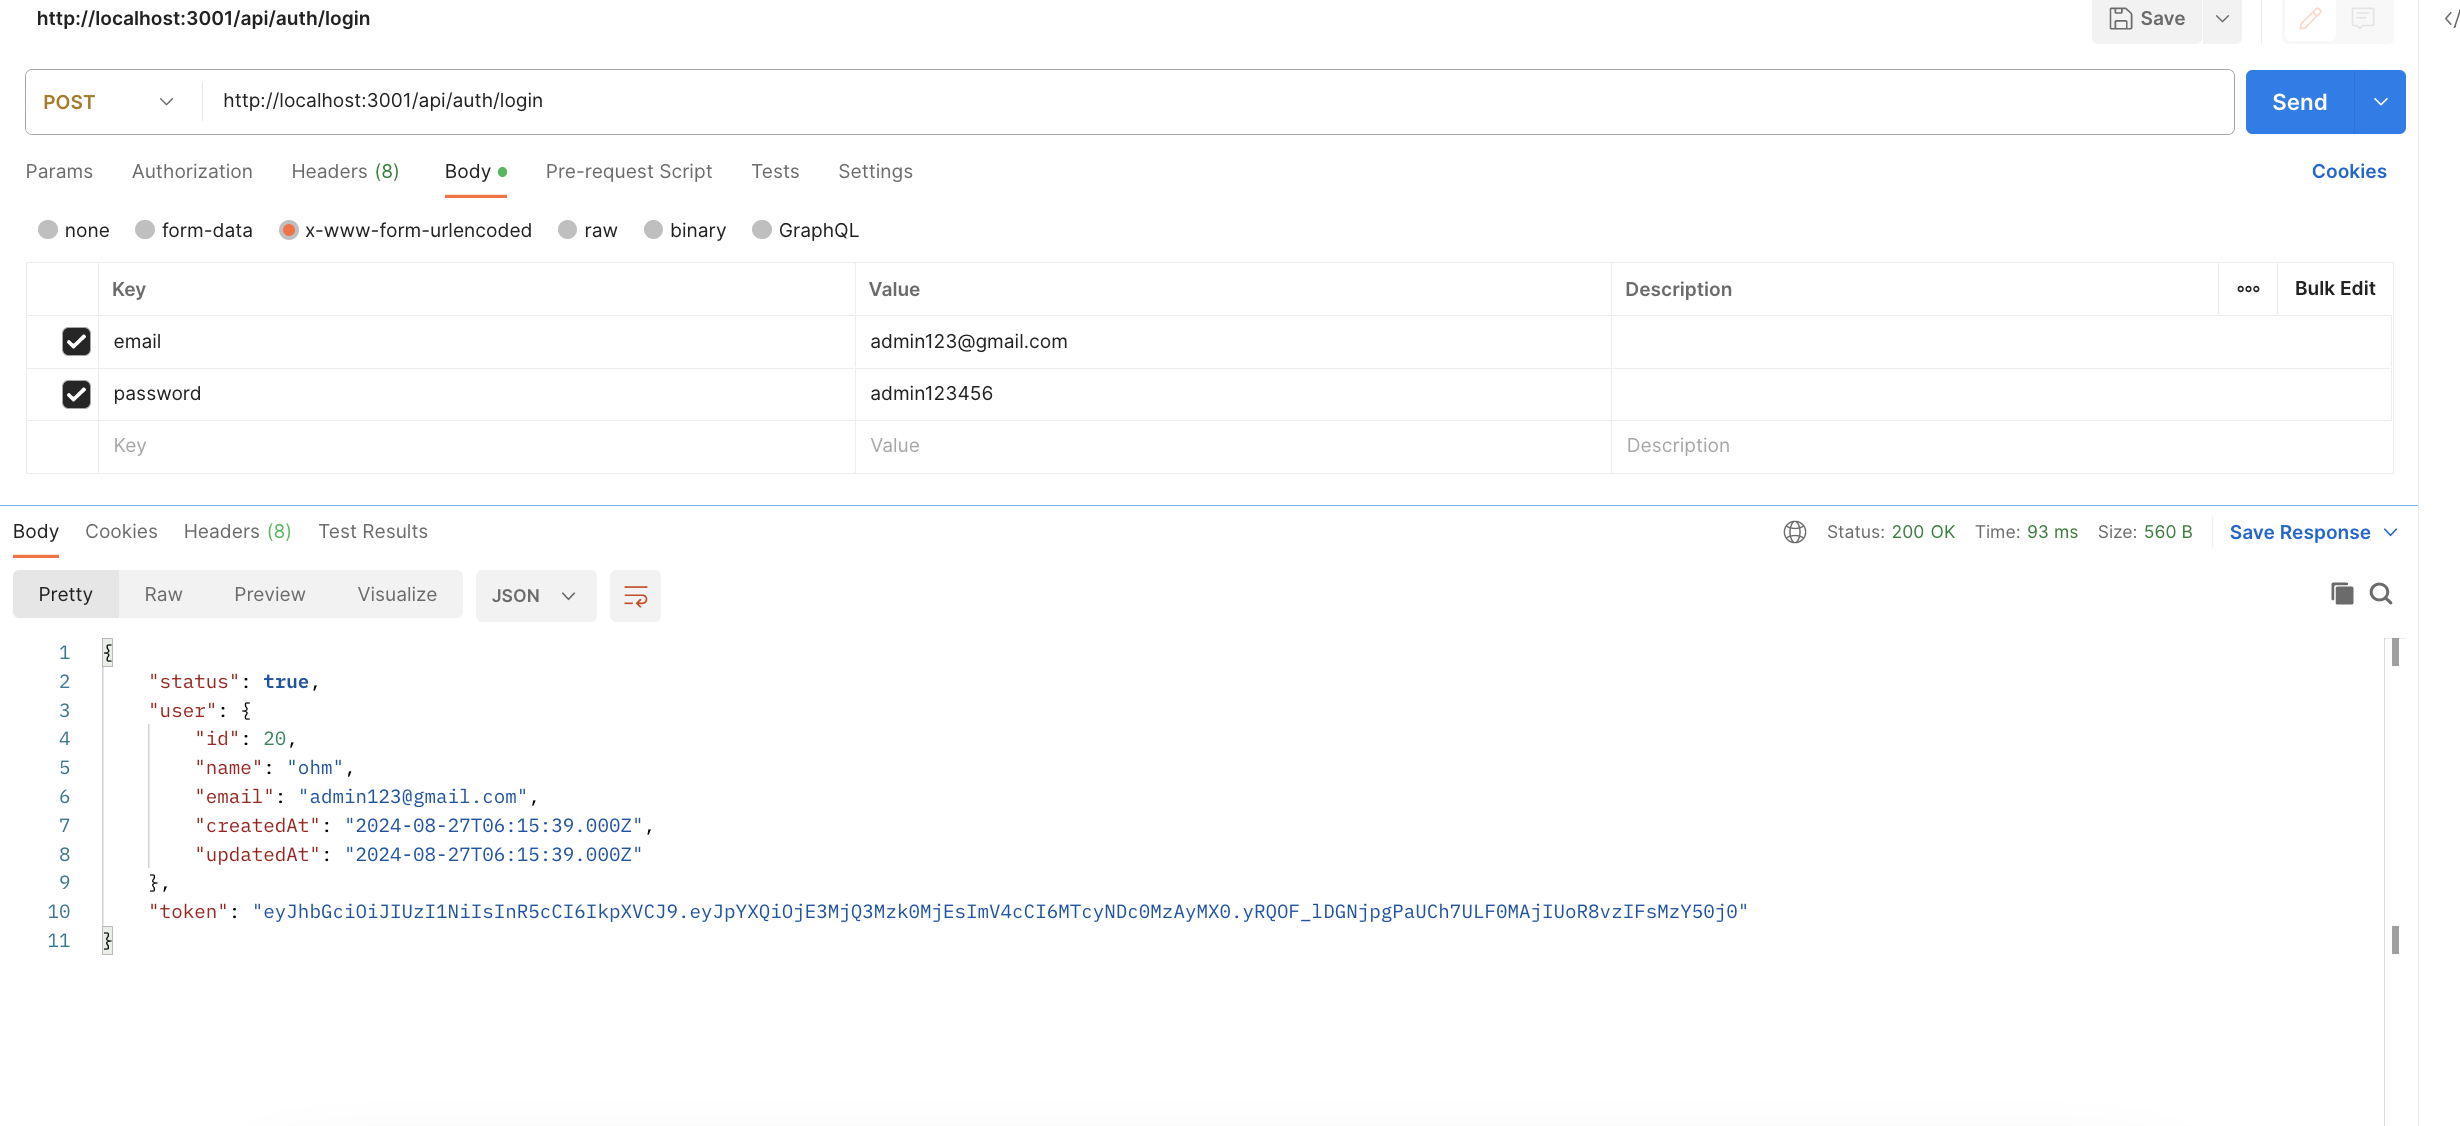 http://localhost:3001/api/auth/login
Save
POST
http://localhost:3001/api/auth/login
Send
Params Authorization Headers (8) Body Pre-request Script Tests Settings Cookies
none form-data x-www-form-urlencoded raw binary GraphQL
Key Value Description ooo Bulk Edit
email admin123@gmail.com
password admin123456
Key Value Description
Body Cookies Headers (8) Test Results Status: 200 OK Time: 93 ms Size: 560 B Save Response
Pretty Raw Preview Visualize JSON
1 {
2 "status": true,
3 "user": {
4 "id": 20,
5 "name": "ohm",
6 "email": "admin123@gmail.com",
7 "createdAt": "2024-08-27T06:15:39.000Z",
8 "updatedAt": "2024-08-27T06:15:39.000Z"
9 },
10 "token": "eyJhbGciOiJIUzI1NiIsInR5cCI6IkpXVCJ9.eyJpYXQiOjE3MjQ3Mzk0MjEsImV4cCI6MTcyNDc0MzAyMX0.yRQOF_lDGNjpgPaUCh7ULF0MAjIUoR8vzIFsMzY50j0"
11 }